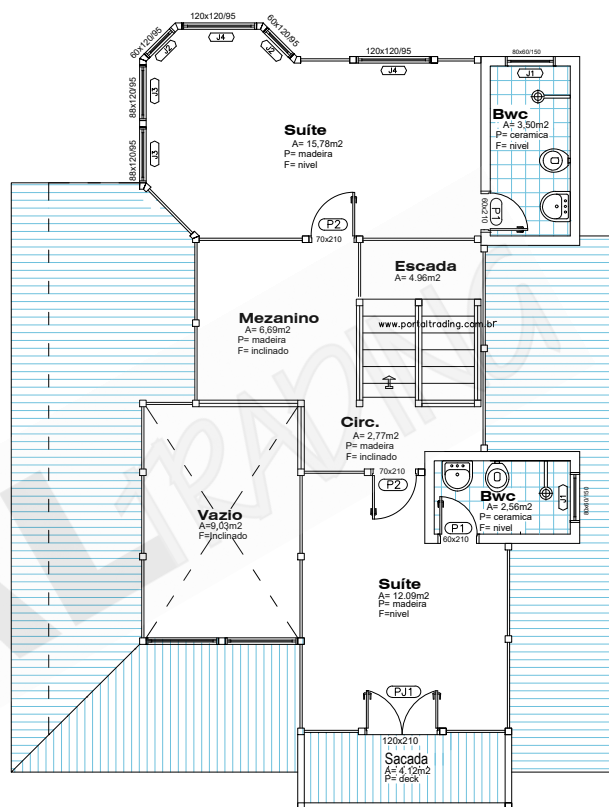 120x120/95
60x120/95
60x120/95
J4
J2
J2
120x120/95
J4
80x60/150
J1
88x120/95
J3
88x120/95
J3
Suíte
A= 15,78m2
P= madeira
F= nivel
Bwc
A= 3,50m2
P= ceramica
F= nivel
P1
60x210
P2
70x210
Escada
A= 4.96m2
Mezanino
A= 6,69m2
P= madeira
F= inclinado
www.portaltrading.com.br
Circ.
A= 2,77m2
P= madeira
F= inclinado
70x210
P2
Bwc
A= 2,56m2
P= ceramica
F= nivel
J1
80x60/150
P1
60x210
Vazio
A=9,03m2
F=Inclinado
Suíte
A= 12.09m2
P= madeira
F=nivel
PJ1
120x210
Sacada
A= 4,12m2
P= deck
AL TRADING